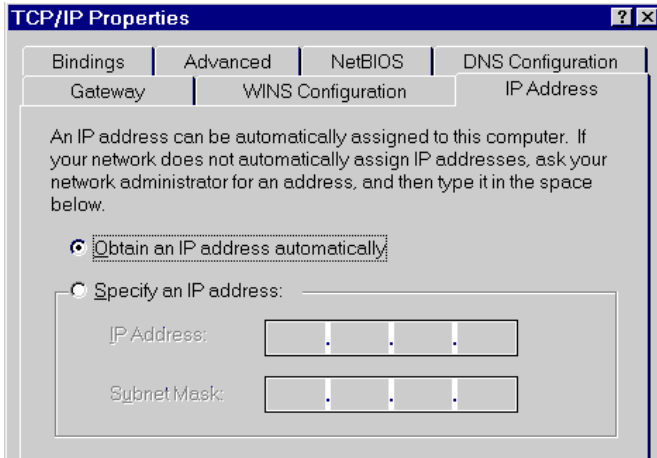 TCP/IP Properties
Bindings Advanced NetBIOS DNS Configuration
Gateway WINS Configuration IP Address
An IP address can be automatically assigned to this computer. If
your network does not automatically assign IP addresses, ask your
network administrator for an address, and then type it in the space
below.
Obtain an IP address automatically
Specify an IP address:
IP Address:
Subnet Mask: